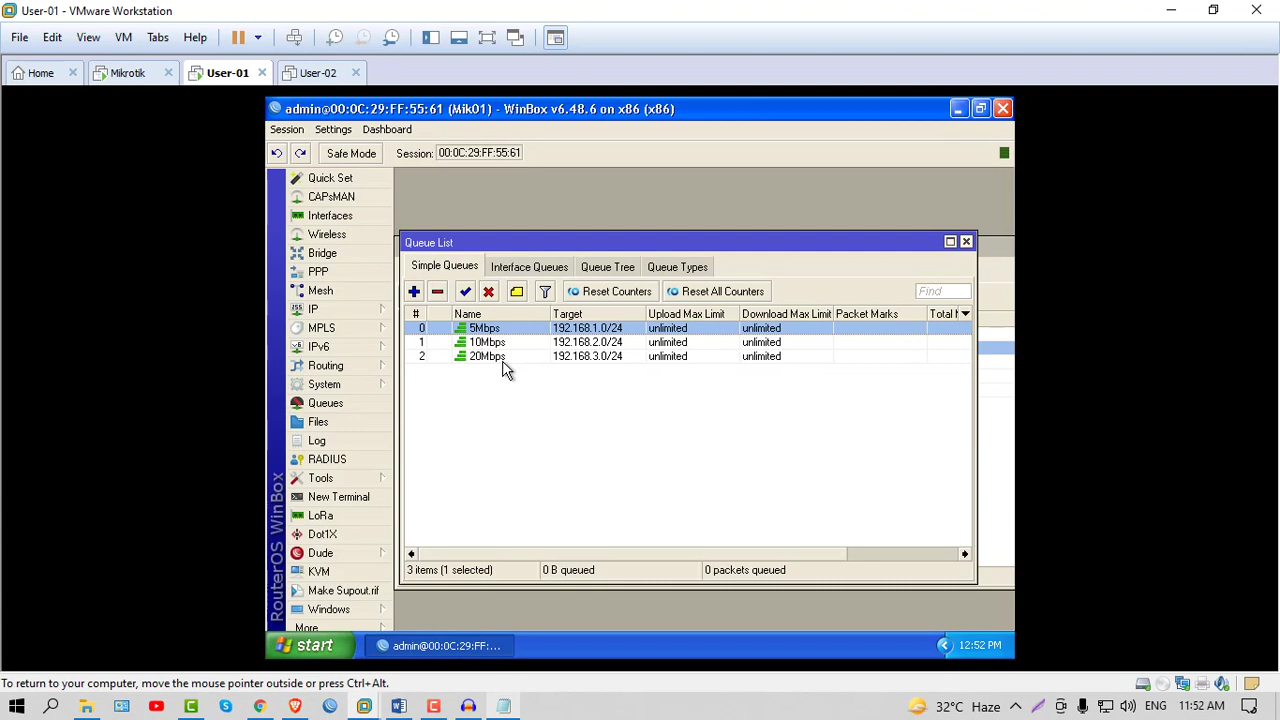 User-01 - VMware Workstation
File Edit View VM Tabs Help
Home Mikrotik User-01 User-02
admin@00:0C:29:FF:55:61 (Mik01) - WinBox v6.48.6 on x86 (x86)
Session Settings Dashboard
Safe Mode Session: 00:0C:29:FF:55:61
Quick Set
CAPsMAN
Interfaces
Wireless
Bridge
PPP
Mesh
IP
MPLS
IPv6
Routing
System
Queues
Files
Log
RADIUS
Tools
New Terminal
LoRa
Dot1X
Dude
KVM
Make Supout.rif
Windows
More
RouterOS WinBox
Queue List
Simple Queues Interface Queues Queue Tree Queue Types
Reset Counters Reset All Counters Find
# Name Target Upload Max Limit Download Max Limit Packet Marks
0 5Mbps 192.168.1.0/24 unlimited unlimited
1 10Mbps 192.168.2.0/24 unlimited unlimited
2 20Mbps 192.168.3.0/24 unlimited unlimited
3 items (1 selected) 0 B queued 0 packets queued
start admin@00:0C:29:FF:55:61... 12:52 PM
To return to your computer, move the mouse pointer outside or press Ctrl+Alt.
32°C Haze ENG 11:52 AM